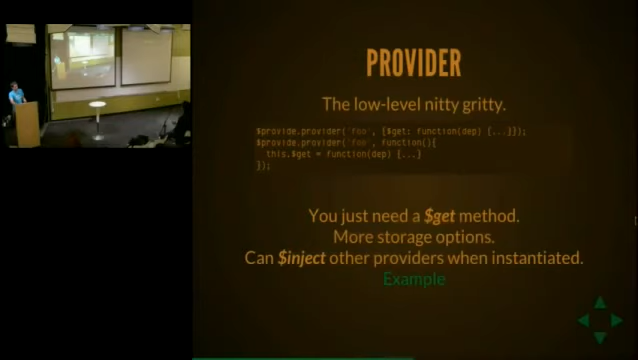 PROVIDER
The low-level nitty gritty.
$provide.provider('foo', [$get: function(dep) {...}]);
$provide.provider('foo', function(){
this.$get = function(dep) {...}
});
You just need a $get method.
More storage options.
Can $inject other providers when instantiated.
Example